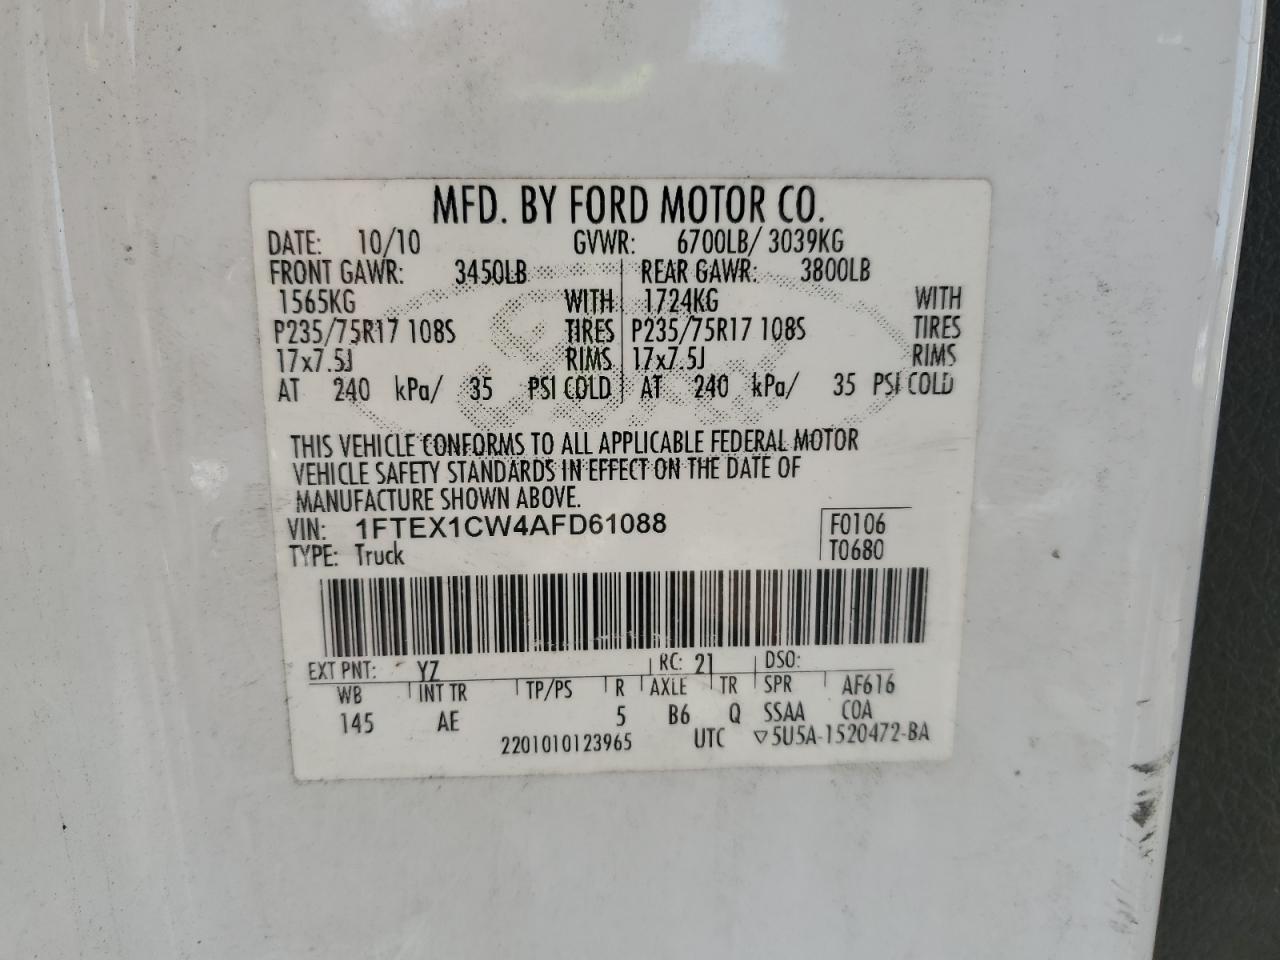 MFD. BY FORD MOTOR CO.
DATE: 10/10 GVWR: 6700LB/ 3039KG
FRONT GAWR: 3450LB REAR GAWR: 3800LB
1565KG WITH 1724KG WITH
P235/75R17 108S TIRES P235/75R17 108S TIRES
17x7.5J RIMS 17x7.5J RIMS
AT 240 kPa/ 35 PSI COLD AT 240 kPa/ 35 PSI COLD
THIS VEHICLE CONFORMS TO ALL APPLICABLE FEDERAL MOTOR
VEHICLE SAFETY STANDARDS IN EFFECT ON THE DATE OF
MANUFACTURE SHOWN ABOVE.
VIN: 1FTEX1CW4AFD61088 F0106
TYPE: Truck T0680
EXT PNT: YZ RC: 21 DSO:
WB INT TR TP/PS R AXLE TR SPR AF616
145 AE 5 B6 Q SSAA COA
2201010123965 UTC ▽5U5A-1520472-BA